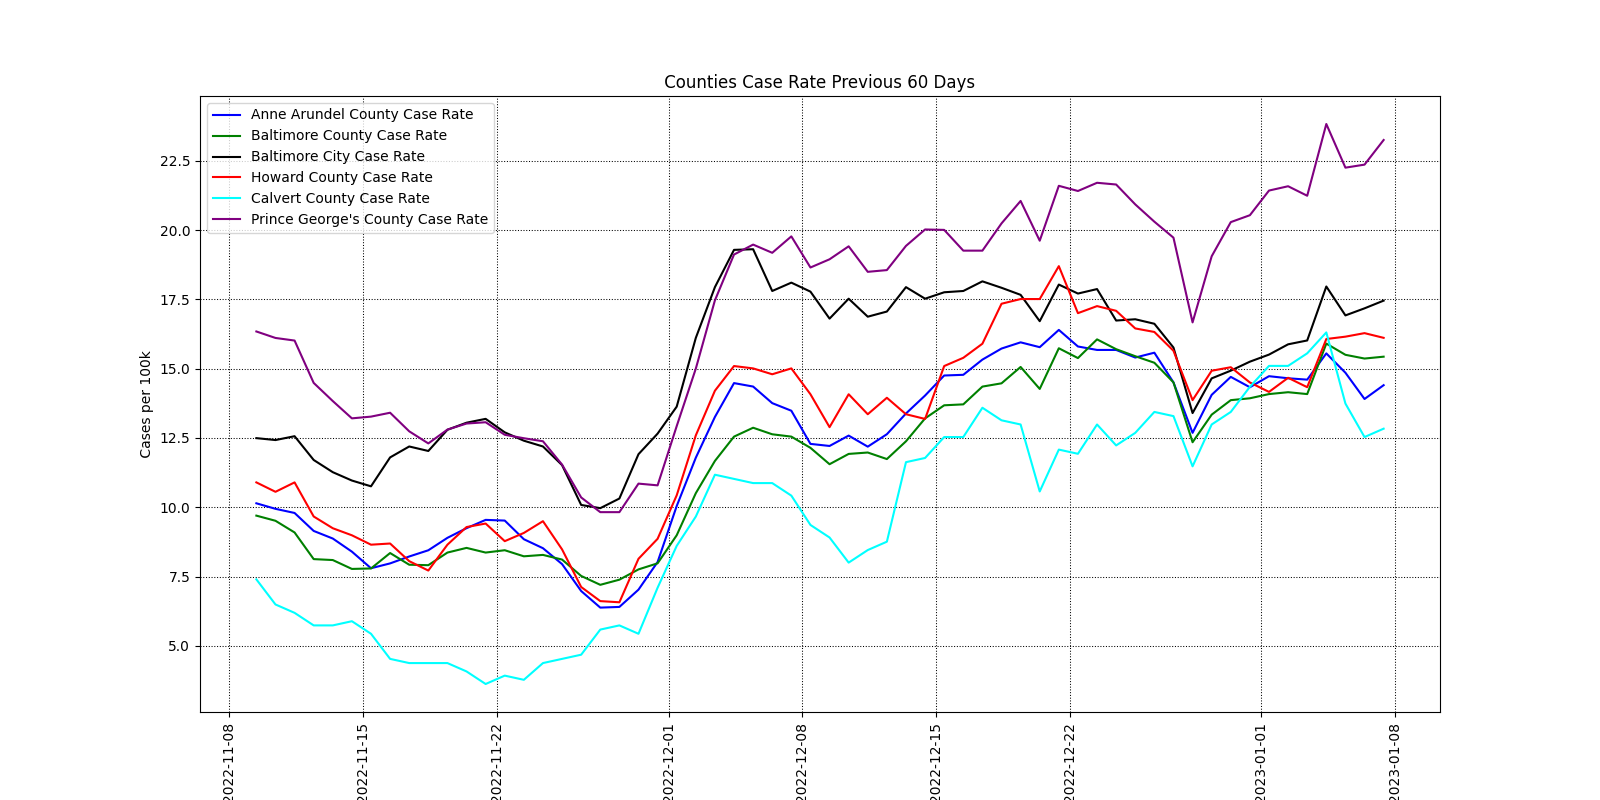 Counties Case Rate Previous 60 Days
Anne Arundel County Case Rate
Baltimore County Case Rate
Baltimore City Case Rate
Howard County Case Rate
Calvert County Case Rate
Prince George's County Case Rate
Cases per 100k
22.5
20.0
17.5
15.0
12.5
10.0
7.5
5.0
2022-11-08
2022-11-15
2022-11-22
2022-12-01
2022-12-08
2022-12-15
2022-12-22
2023-01-01
2023-01-08